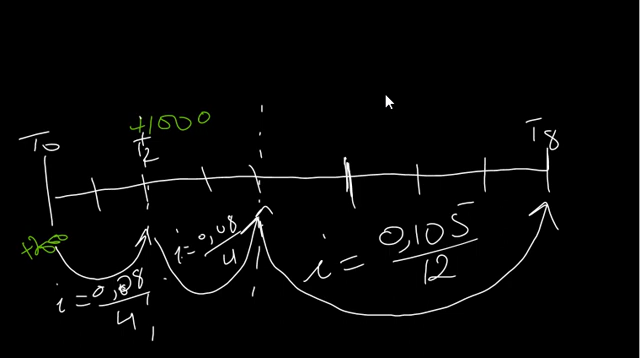 +1000
T0
T2
T8
i = 0,08/4
i = 0,08/4
i = 0,105/12